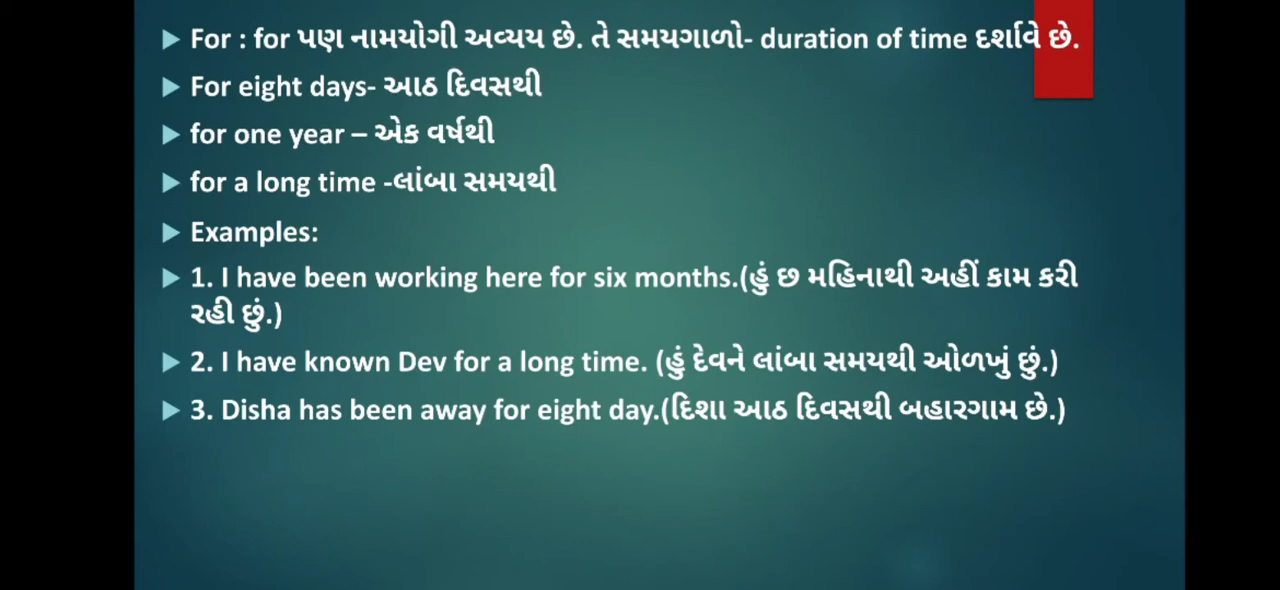 For : for પણ નામયોગી અવ્યય છે. તે સમયગાળો- duration of time દર્શાવે છે.
For eight days- આઠ દિવસથી
for one year – એક વર્ષથી
for a long time -લાંબા સમયથી
Examples:
1. I have been working here for six months.(હું છ મહિનાથી અહીં કામ કરી
રહી છું.)
2. I have known Dev for a long time. (હું દેવને લાંબા સમયથી ઓળખું છું.)
3. Disha has been away for eight day.(દિશા આઠ દિવસથી બહારગામ છે.)